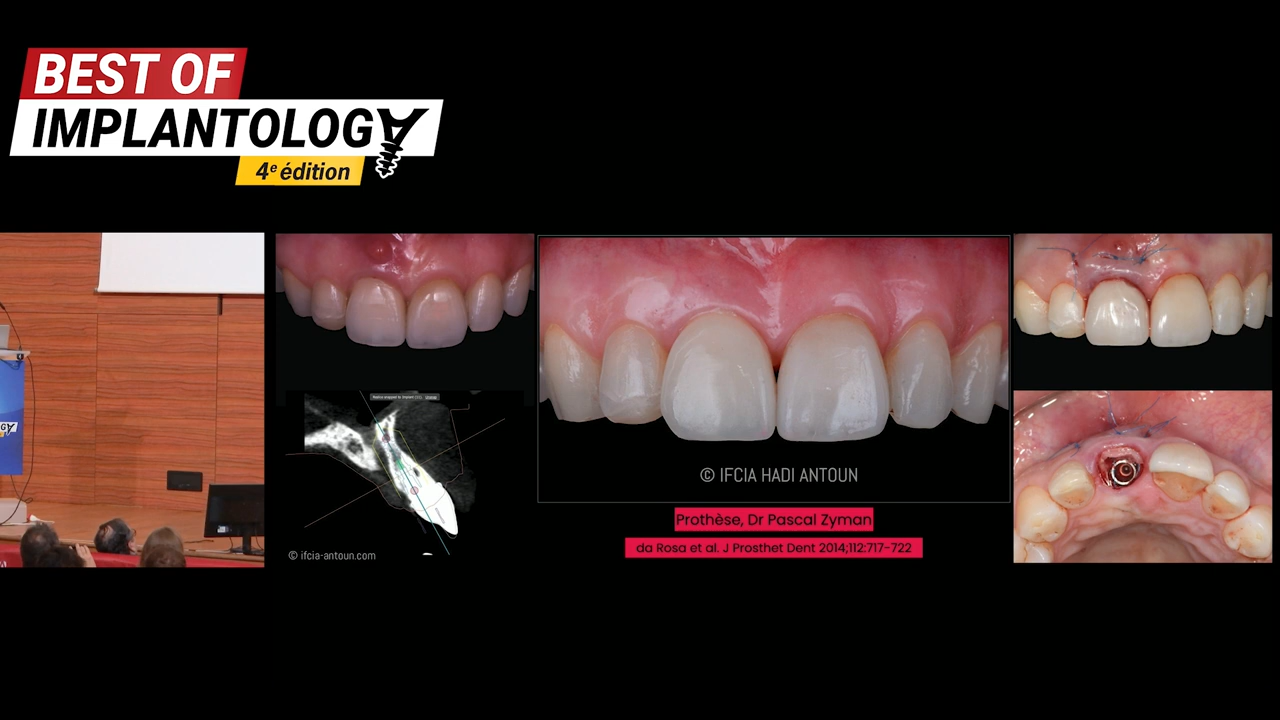 BEST OF
IMPLANTOLOGY
4e édition
© IFCIA HADI ANTOUN
Prothèse, Dr Pascal Zyman
da Rosa et al. J Prosthet Dent 2014;112:717-722
© ifcia-antoun.com